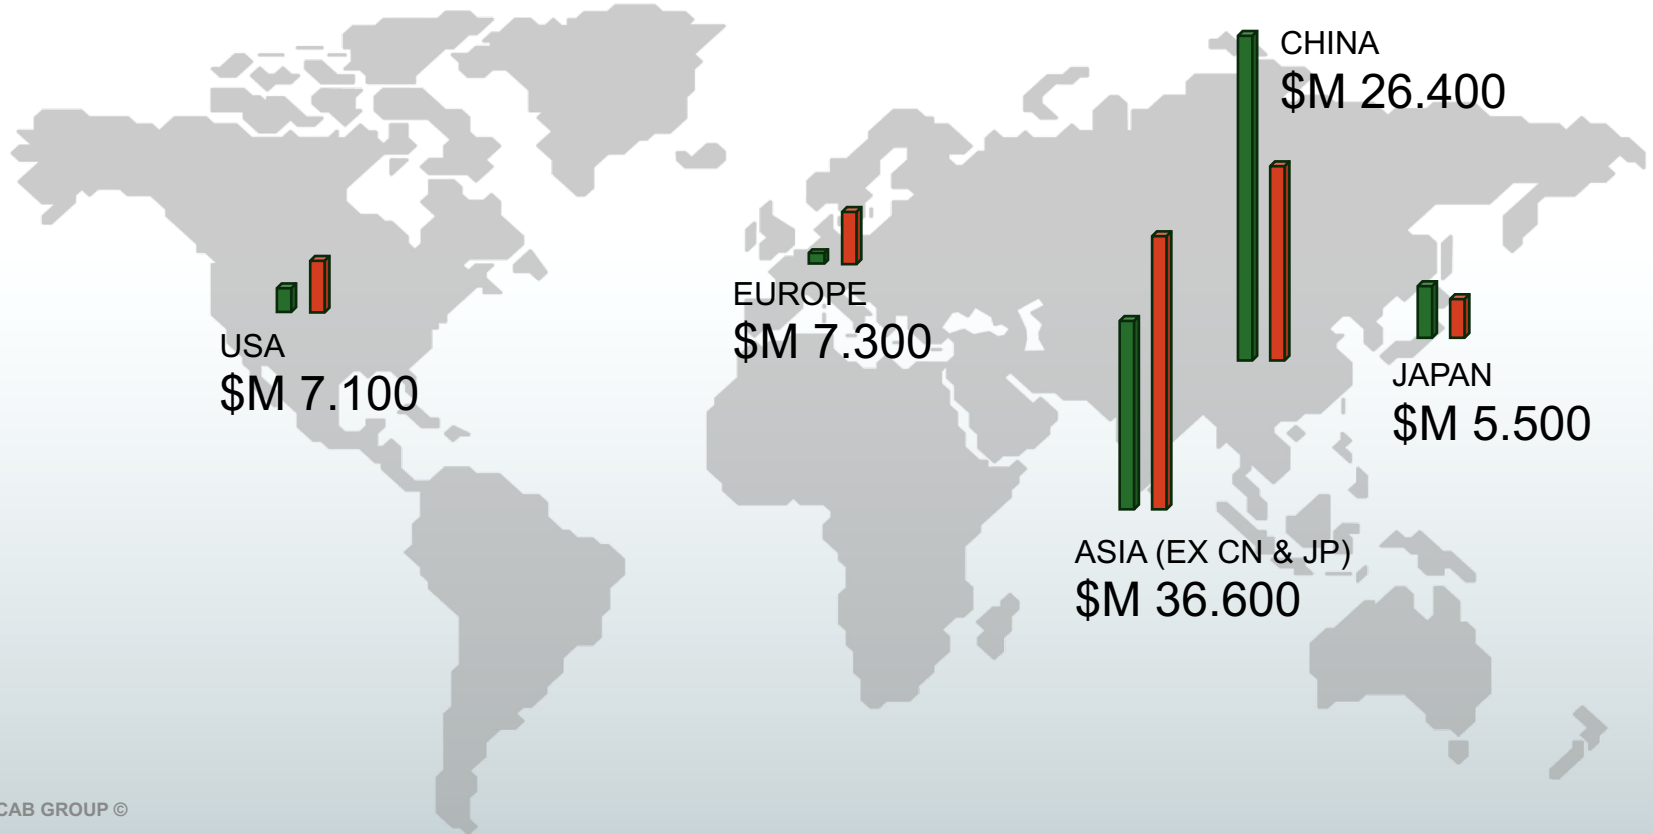 CHINA
$M 26.400
EUROPE
$M 7.300
USA
$M 7.100
JAPAN
$M 5.500
ASIA (EX CN & JP)
$M 36.600
CAB GROUP ©